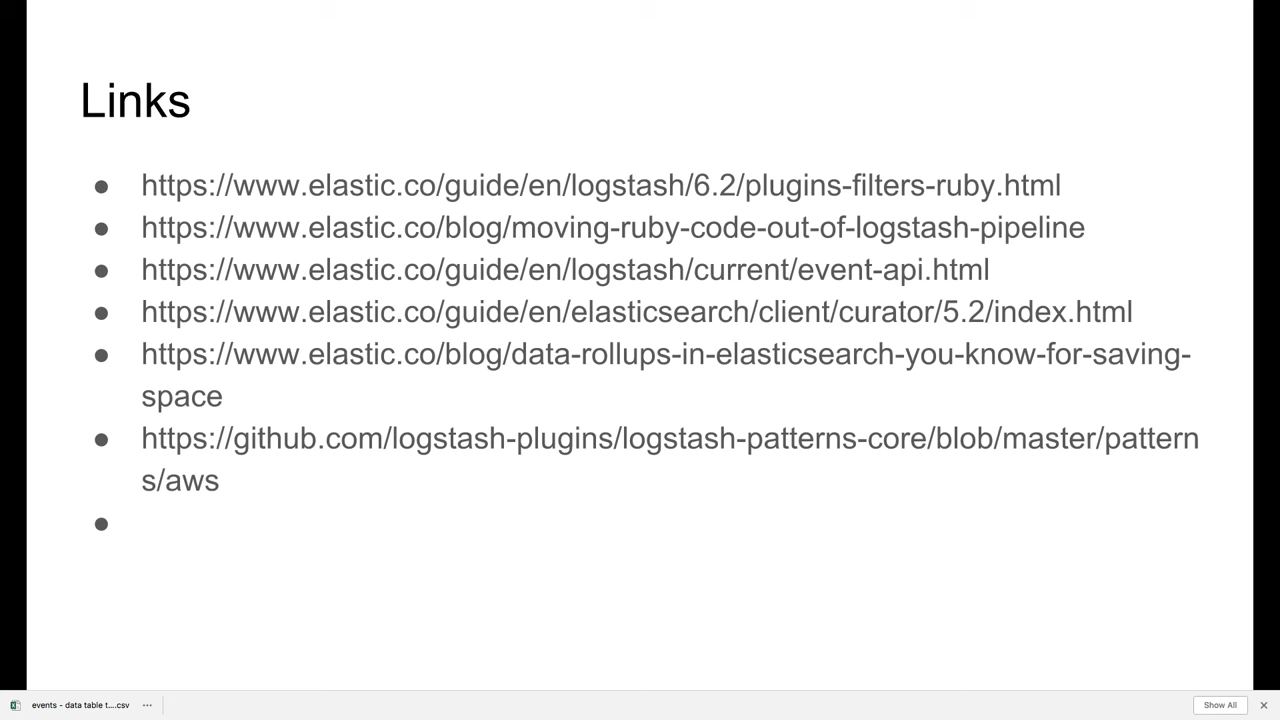 Links
● https://www.elastic.co/guide/en/logstash/6.2/plugins-filters-ruby.html
● https://www.elastic.co/blog/moving-ruby-code-out-of-logstash-pipeline
● https://www.elastic.co/guide/en/logstash/current/event-api.html
● https://www.elastic.co/guide/en/elasticsearch/client/curator/5.2/index.html
● https://www.elastic.co/blog/data-rollups-in-elasticsearch-you-know-for-saving-
space
● https://github.com/logstash-plugins/logstash-patterns-core/blob/master/pattern
s/aws
●
events - data table t....csv
Show All